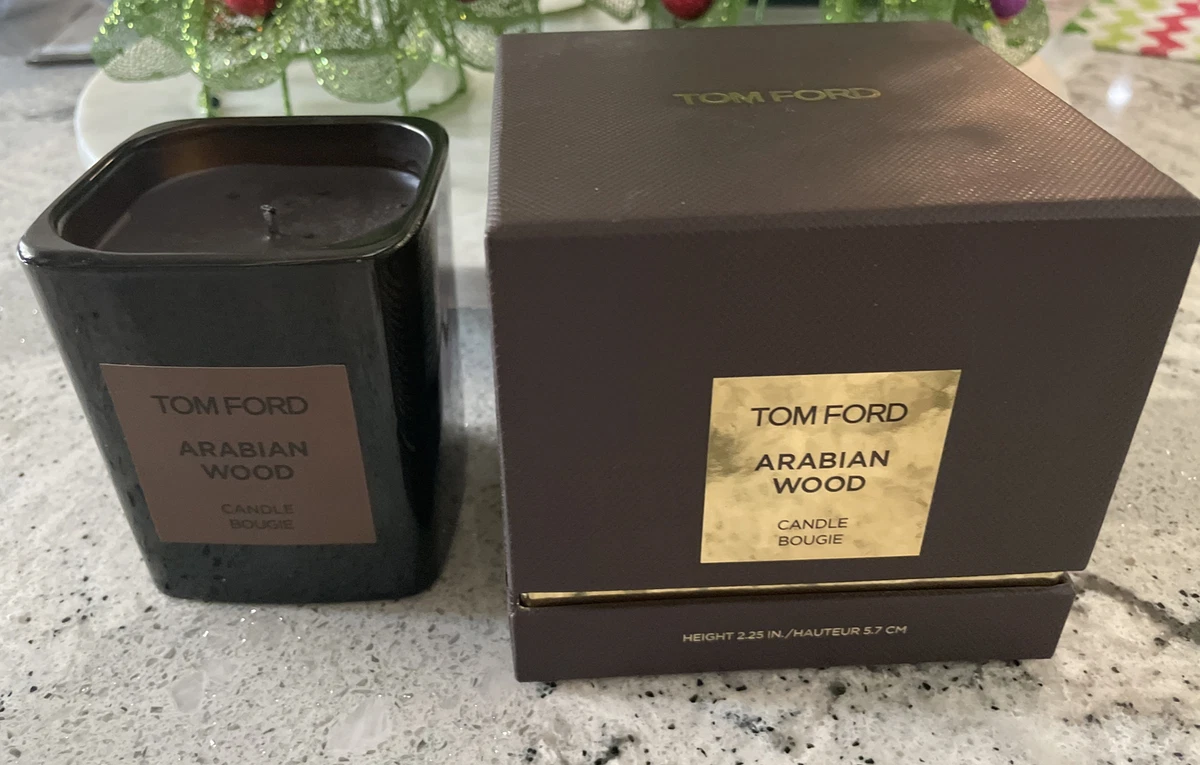 TOM FORD
ARABIAN
WOOD
CANDLE
BOUGIE
TOM FORD
TOM FORD
ARABIAN
WOOD
CANDLE
BOUGIE
HEIGHT 2.25 IN./HAUTEUR 5.7 CM